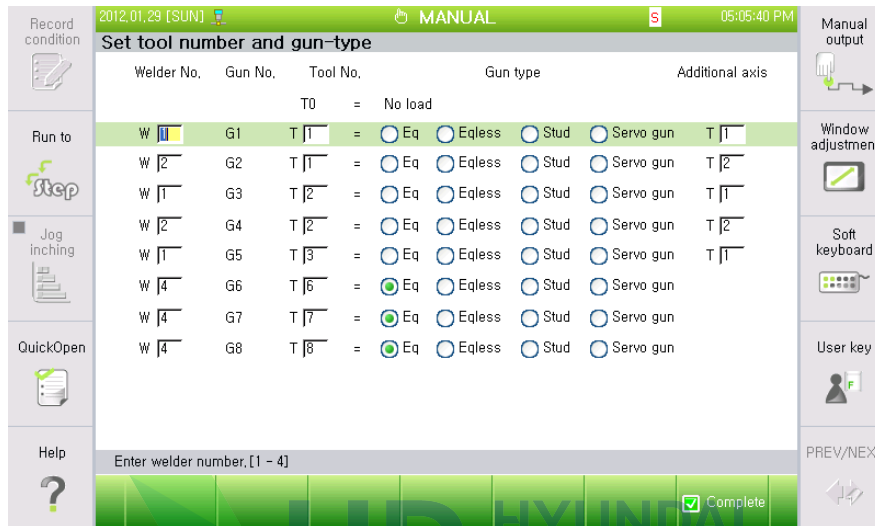 Record condition
2012.01.29 [SUN] MANUAL S 05:05:40 PM
Manual output
Set tool number and gun-type
Welder No. Gun No. Tool No. Gun type Additional axis
T0 = No load
W 1 G1 T 1 = Eq Eqless Stud Servo gun T 1
W 2 G2 T 1 = Eq Eqless Stud Servo gun T 2
W 1 G3 T 2 = Eq Eqless Stud Servo gun T 1
W 2 G4 T 2 = Eq Eqless Stud Servo gun T 2
W 1 G5 T 3 = Eq Eqless Stud Servo gun T 1
W 4 G6 T 6 = Eq Eqless Stud Servo gun
W 4 G7 T 7 = Eq Eqless Stud Servo gun
W 4 G8 T 8 = Eq Eqless Stud Servo gun
Run to
Step
Jog inching
QuickOpen
Help
?
Window adjustmen
Soft keyboard
User key
F
PREV/NEX
Enter welder number.[1 - 4]
Complete
HYUNDAI